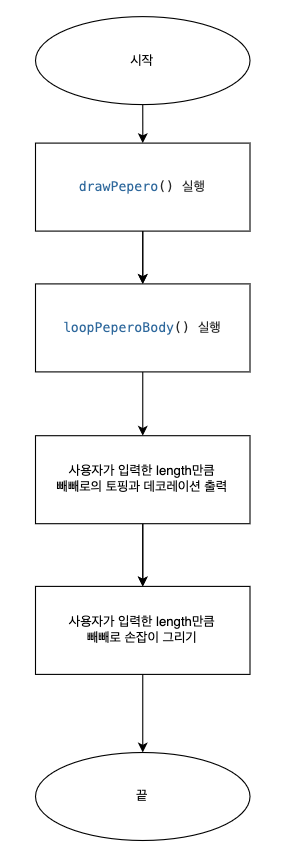 시작
drawPepero() 실행
loopPeperoBody() 실행
사용자가 입력한 length만큼
빼빼로의 토핑과 데코레이션 출력
사용자가 입력한 length만큼
빼빼로 손잡이 그리기
끝